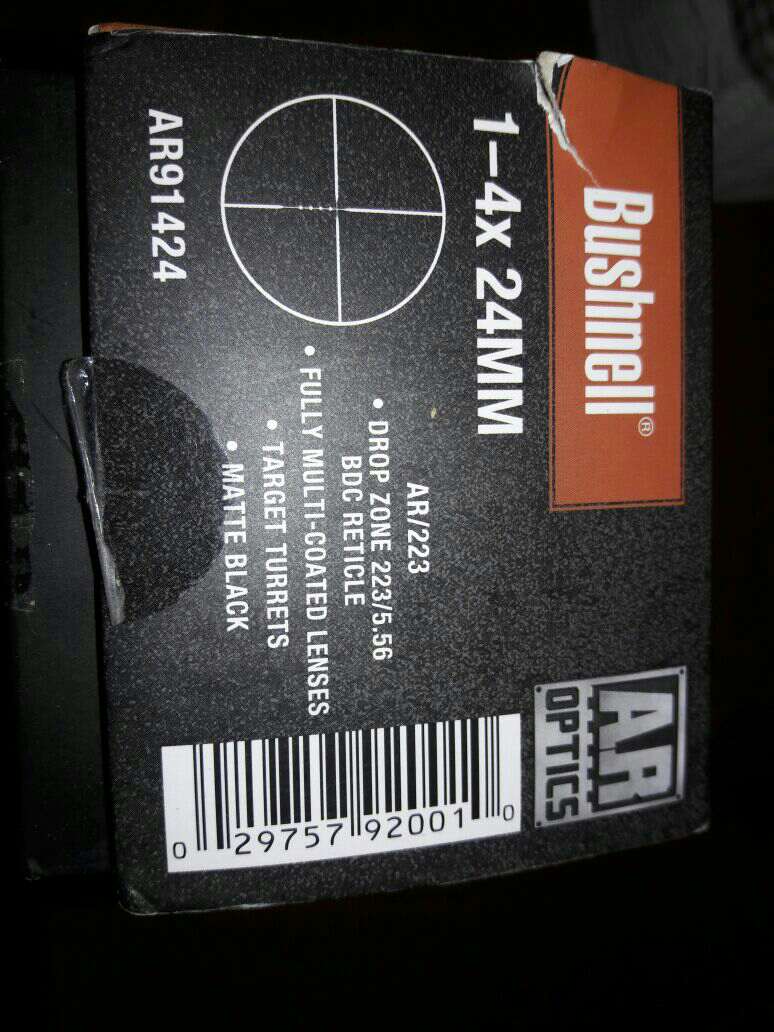 Bushnell®
1–4x 24MM
AR91424
AR/223
• DROP ZONE 223/5.56
BDC RETICLE
• FULLY MULTI-COATED LENSES
• TARGET TURRETS
• MATTE BLACK
AR
OPTICS
0 29757 92001 0